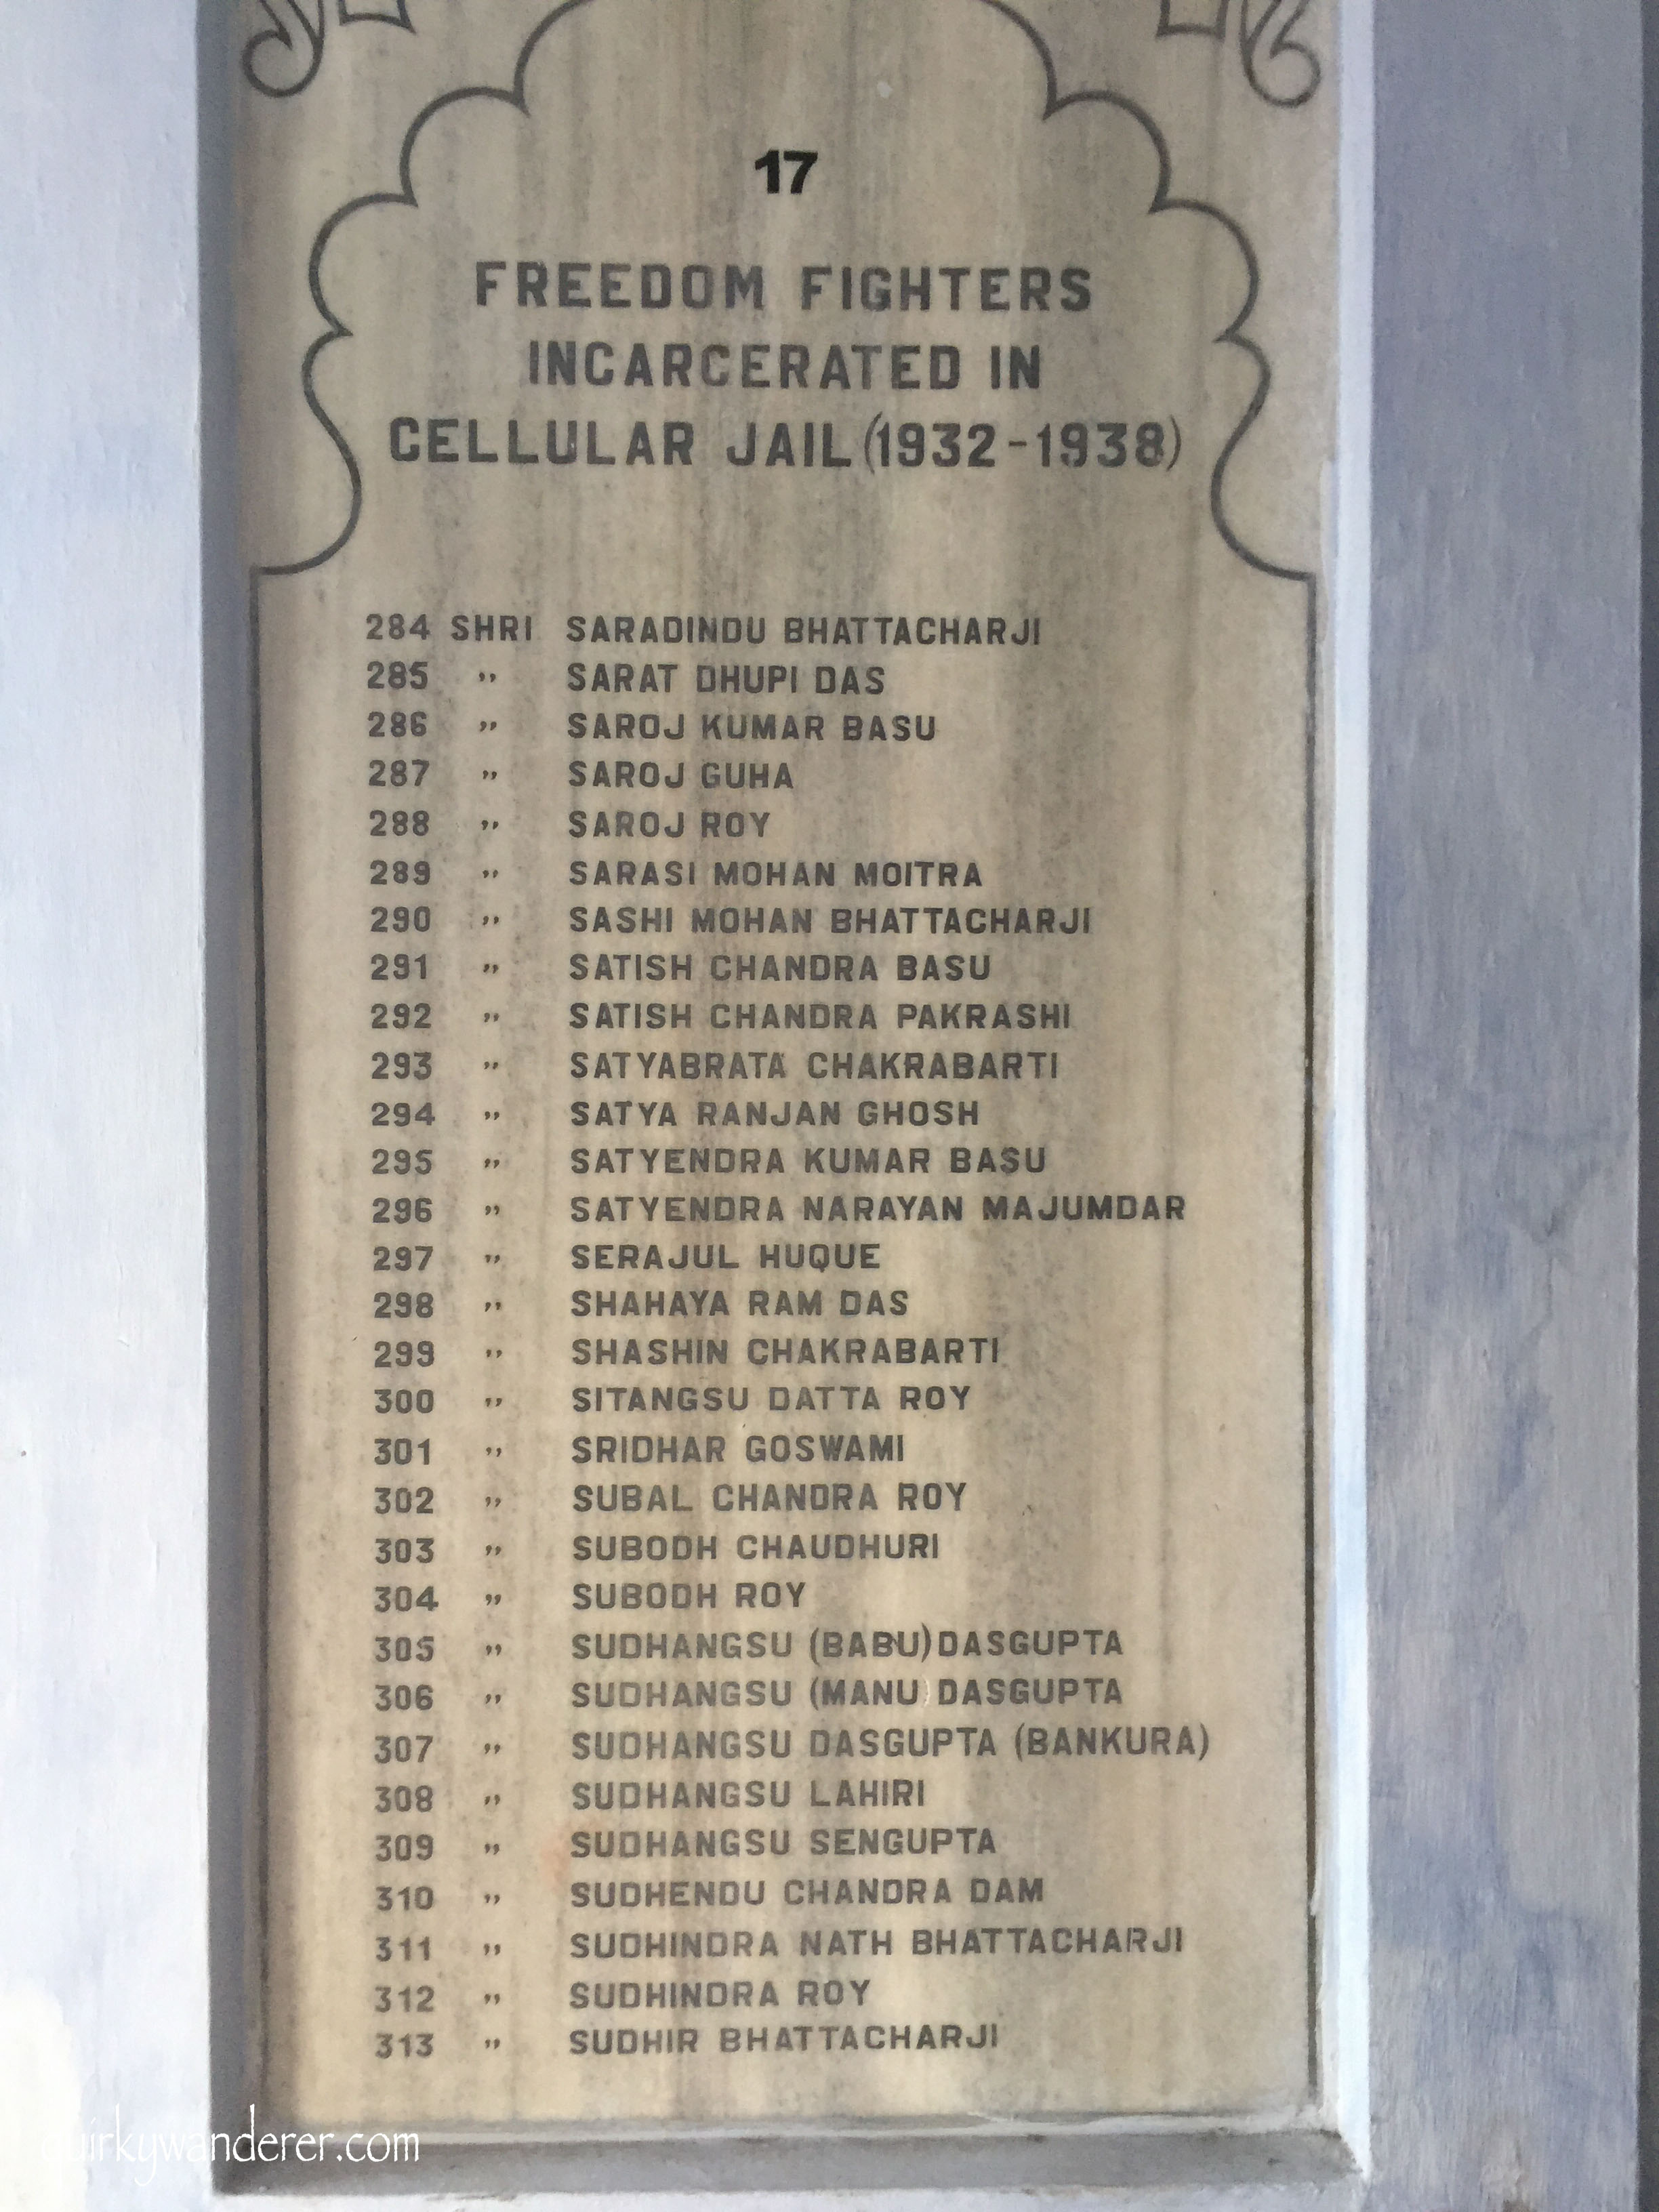 17
FREEDOM FIGHTERS
INCARCERATED IN
CELLULAR JAIL (1932-1938)
284 SHRI SARADINDU BHATTACHARJI
285 ,, SARAT DHUPI DAS
286 ,, SAROJ KUMAR BASU
287 ,, SAROJ GUHA
288 ,, SAROJ ROY
289 ,, SARASI MOHAN MOITRA
290 ,, SASHI MOHAN BHATTACHARJI
291 ,, SATISH CHANDRA BASU
292 ,, SATISH CHANDRA PAKRASHI
293 ,, SATYABRATA CHAKRABARTI
294 ,, SATYA RANJAN GHOSH
295 ,, SATYENDRA KUMAR BASU
296 ,, SATYENDRA NARAYAN MAJUMDAR
297 ,, SERAJUL HUQUE
298 ,, SHAHAYA RAM DAS
299 ,, SHASHIN CHAKRABARTI
300 ,, SITANGSU DATTA ROY
301 ,, SRIDHAR GOSWAMI
302 ,, SUBAL CHANDRA ROY
303 ,, SUBODH CHAUDHURI
304 ,, SUBODH ROY
305 ,, SUDHANGSU (BABU) DASGUPTA
306 ,, SUDHANGSU (MANU) DASGUPTA
307 ,, SUDHANGSU DASGUPTA (BANKURA)
308 ,, SUDHANGSU LAHIRI
309 ,, SUDHANGSU SENGUPTA
310 ,, SUDHENDU CHANDRA DAM
311 ,, SUDHINDRA NATH BHATTACHARJI
312 ,, SUDHINDRA ROY
313 ,, SUDHIR BHATTACHARJI
quirkywanderer.com